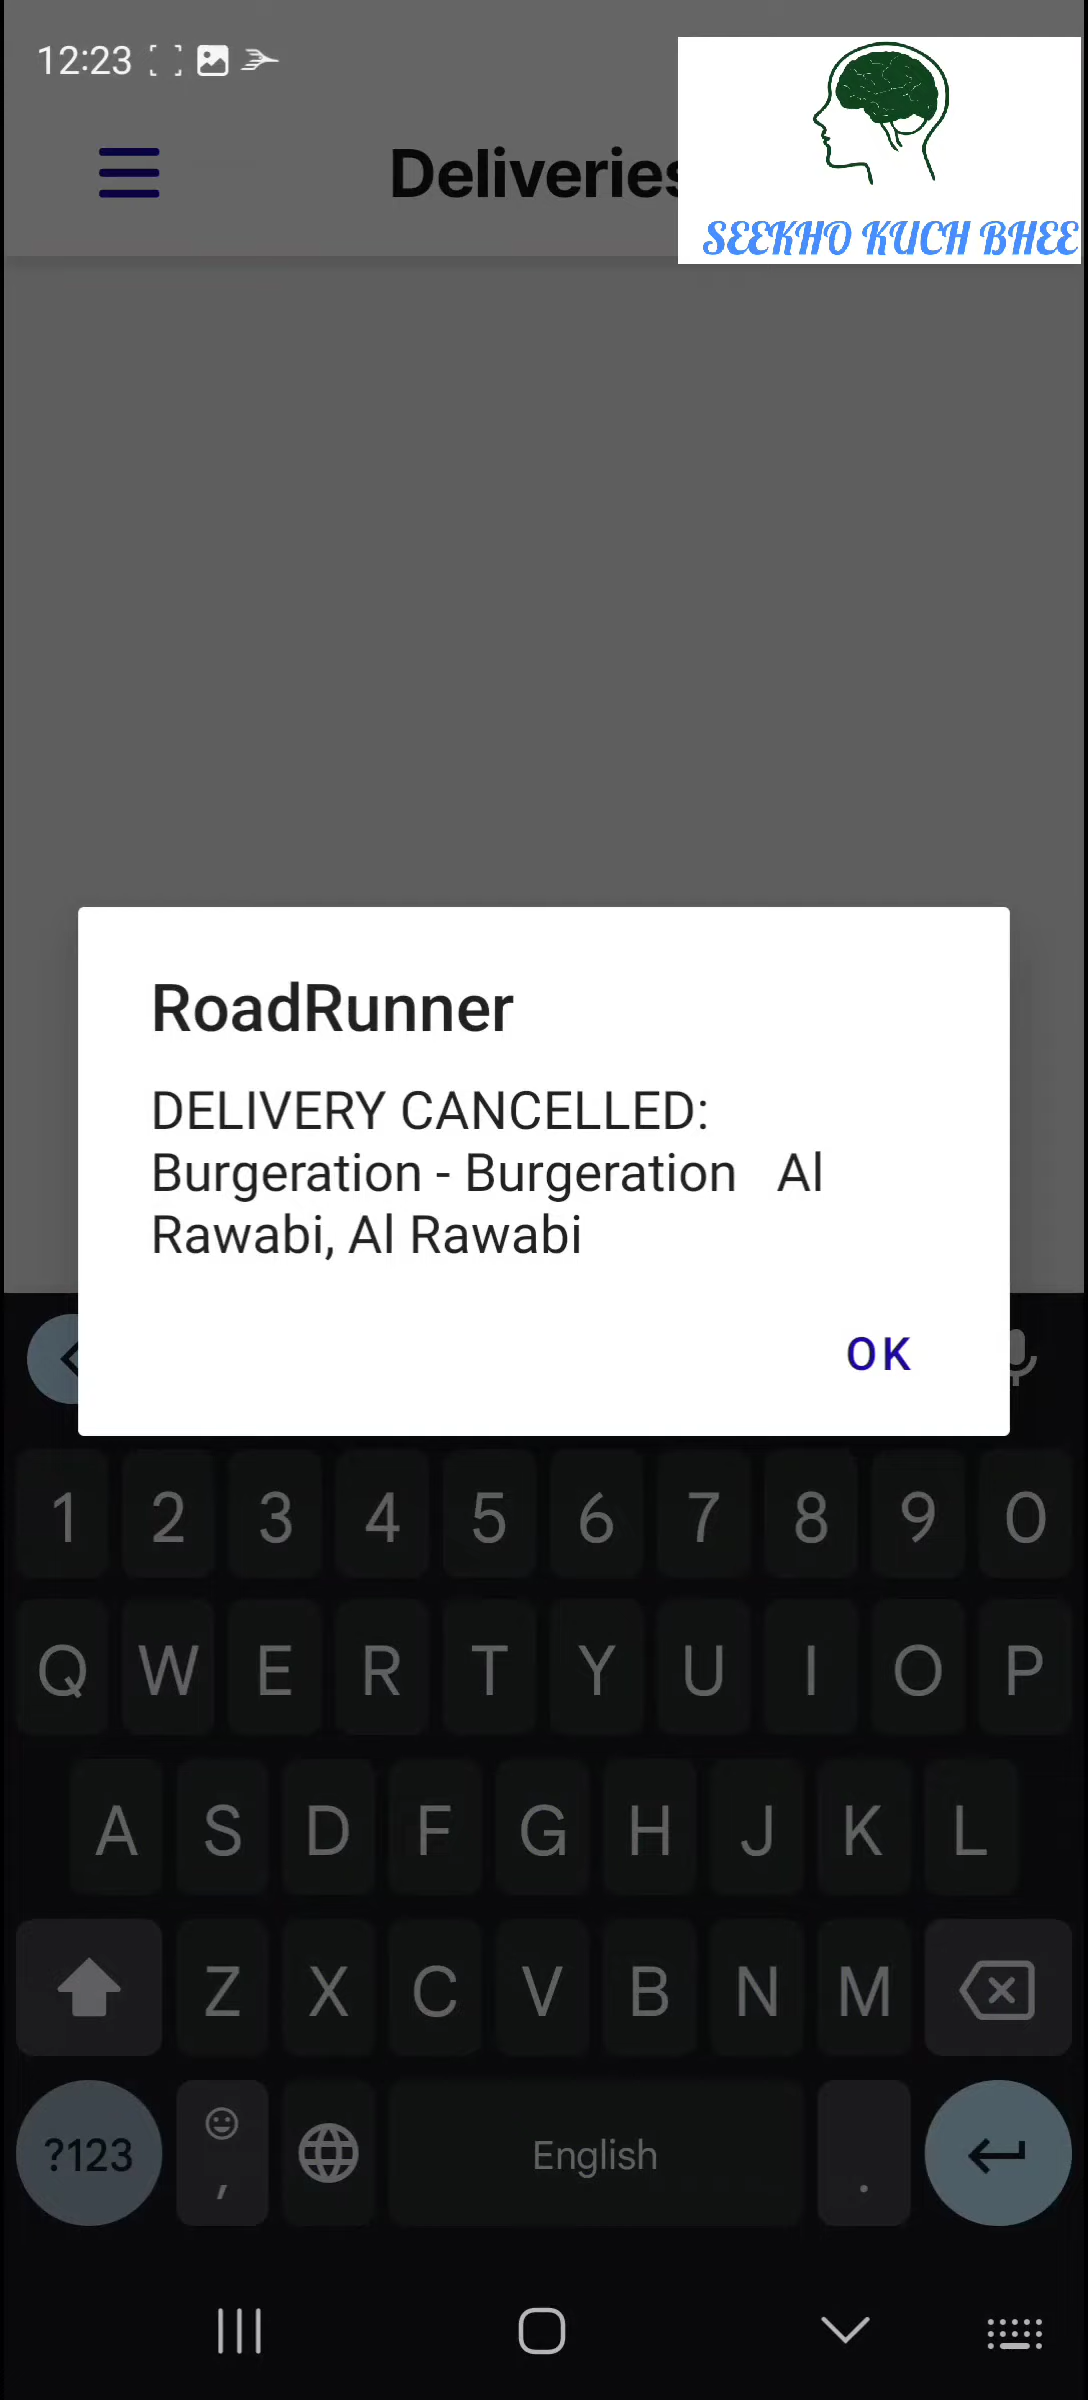 12:23
Deliveries
SEEKHO KUCH BHEE
RoadRunner
DELIVERY CANCELLED:
Burgeration - Burgeration   Al
Rawabi, Al Rawabi
OK
1 2 3 4 5 6 7 8 9 0
Q W E R T Y U I O P
A S D F G H J K L
Z X C V B N M
?123 , English .